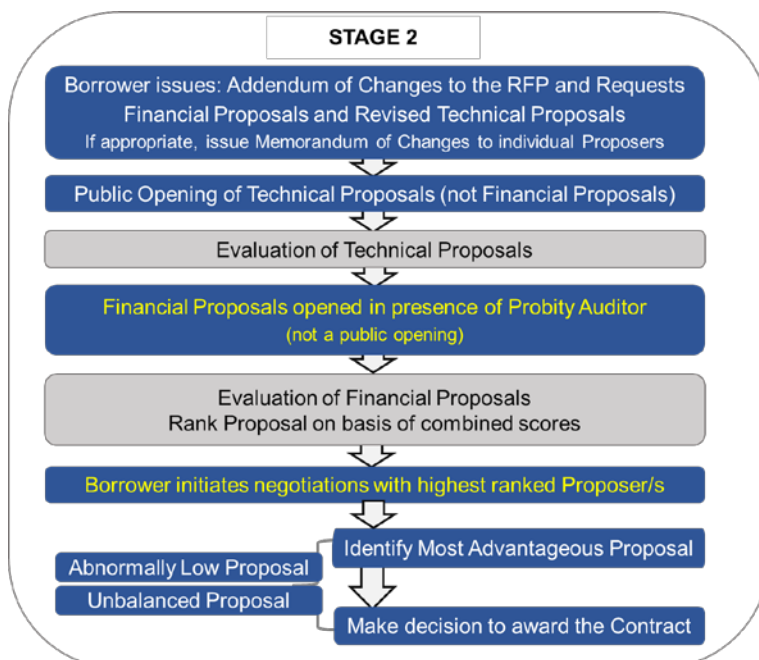 STAGE 2
Borrower issues: Addendum of Changes to the RFP and Requests
Financial Proposals and Revised Technical Proposals
If appropriate, issue Memorandum of Changes to individual Proposers
Public Opening of Technical Proposals (not Financial Proposals)
Evaluation of Technical Proposals
Financial Proposals opened in presence of Probity Auditor
(not a public opening)
Evaluation of Financial Proposals
Rank Proposal on basis of combined scores
Borrower initiates negotiations with highest ranked Proposer/s
Identify Most Advantageous Proposal
Abnormally Low Proposal
Unbalanced Proposal
Make decision to award the Contract